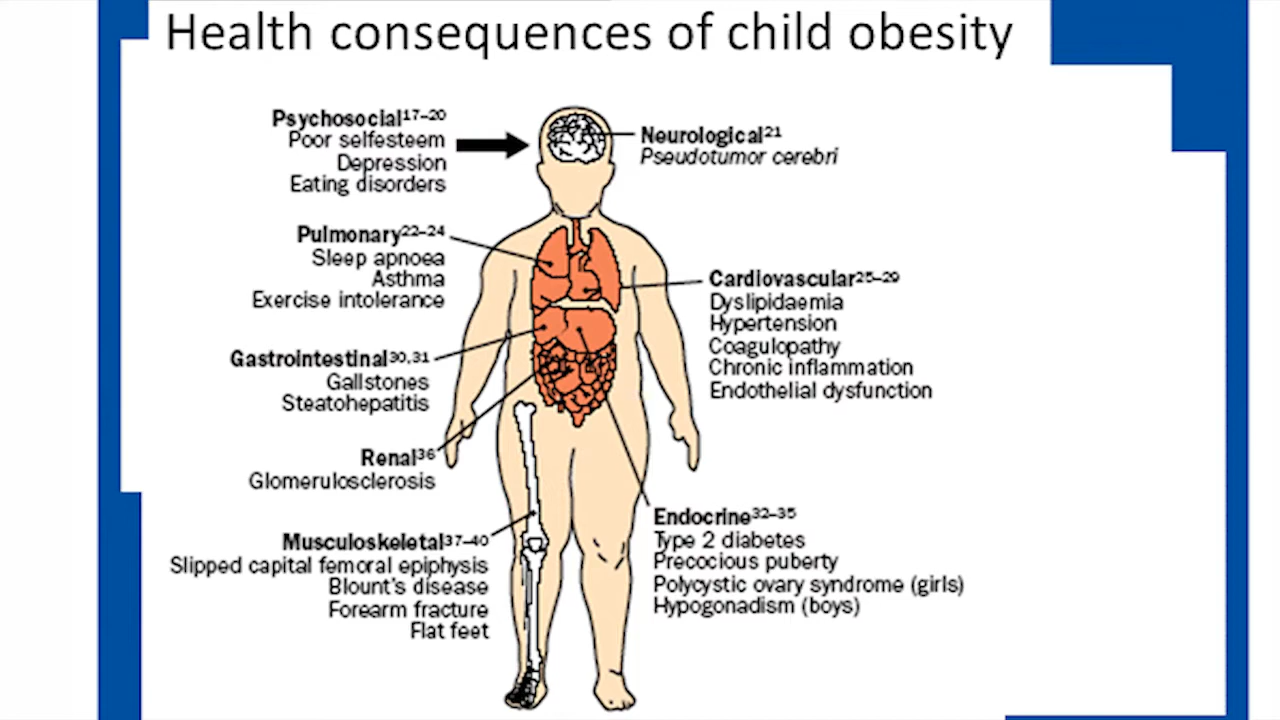 Health consequences of child obesity
Psychosocial17–20
Poor selfesteem
Depression
Eating disorders
Neurological21
Pseudotumor cerebri
Pulmonary22–24
Sleep apnoea
Asthma
Exercise intolerance
Cardiovascular25–29
Dyslipidaemia
Hypertension
Coagulopathy
Chronic inflammation
Endothelial dysfunction
Gastrointestinal30,31
Gallstones
Steatohepatitis
Renal36
Glomerulosclerosis
Musculoskeletal37–40
Slipped capital femoral epiphysis
Blount's disease
Forearm fracture
Flat feet
Endocrine32–35
Type 2 diabetes
Precocious puberty
Polycystic ovary syndrome (girls)
Hypogonadism (boys)